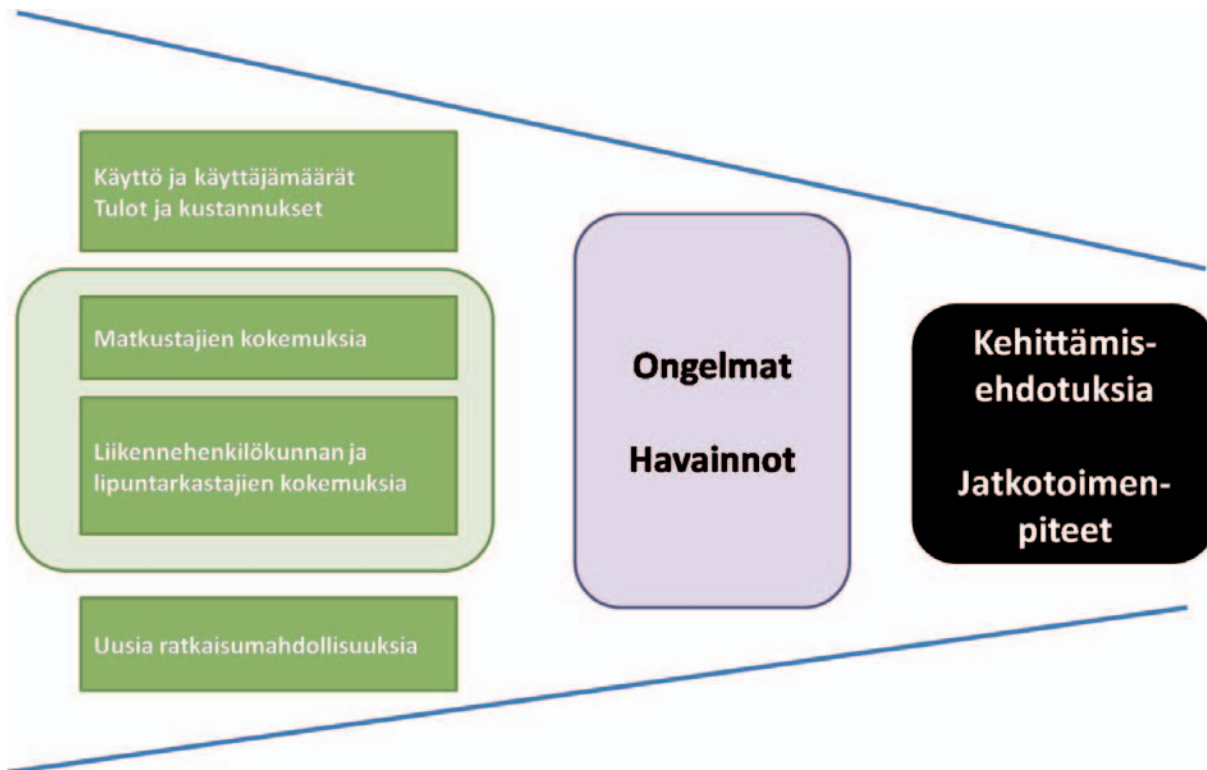 Käyttö ja käyttäjämäärät
Tulot ja kustannukset
Matkustajien kokemuksia
Liikennehenkilökunnan ja
lipuntarkastajien kokemuksia
Uusia ratkaisumahdollisuuksia
Ongelmat
Havainnot
Kehittämis-
ehdotuksia
Jatkotoimen-
piteet